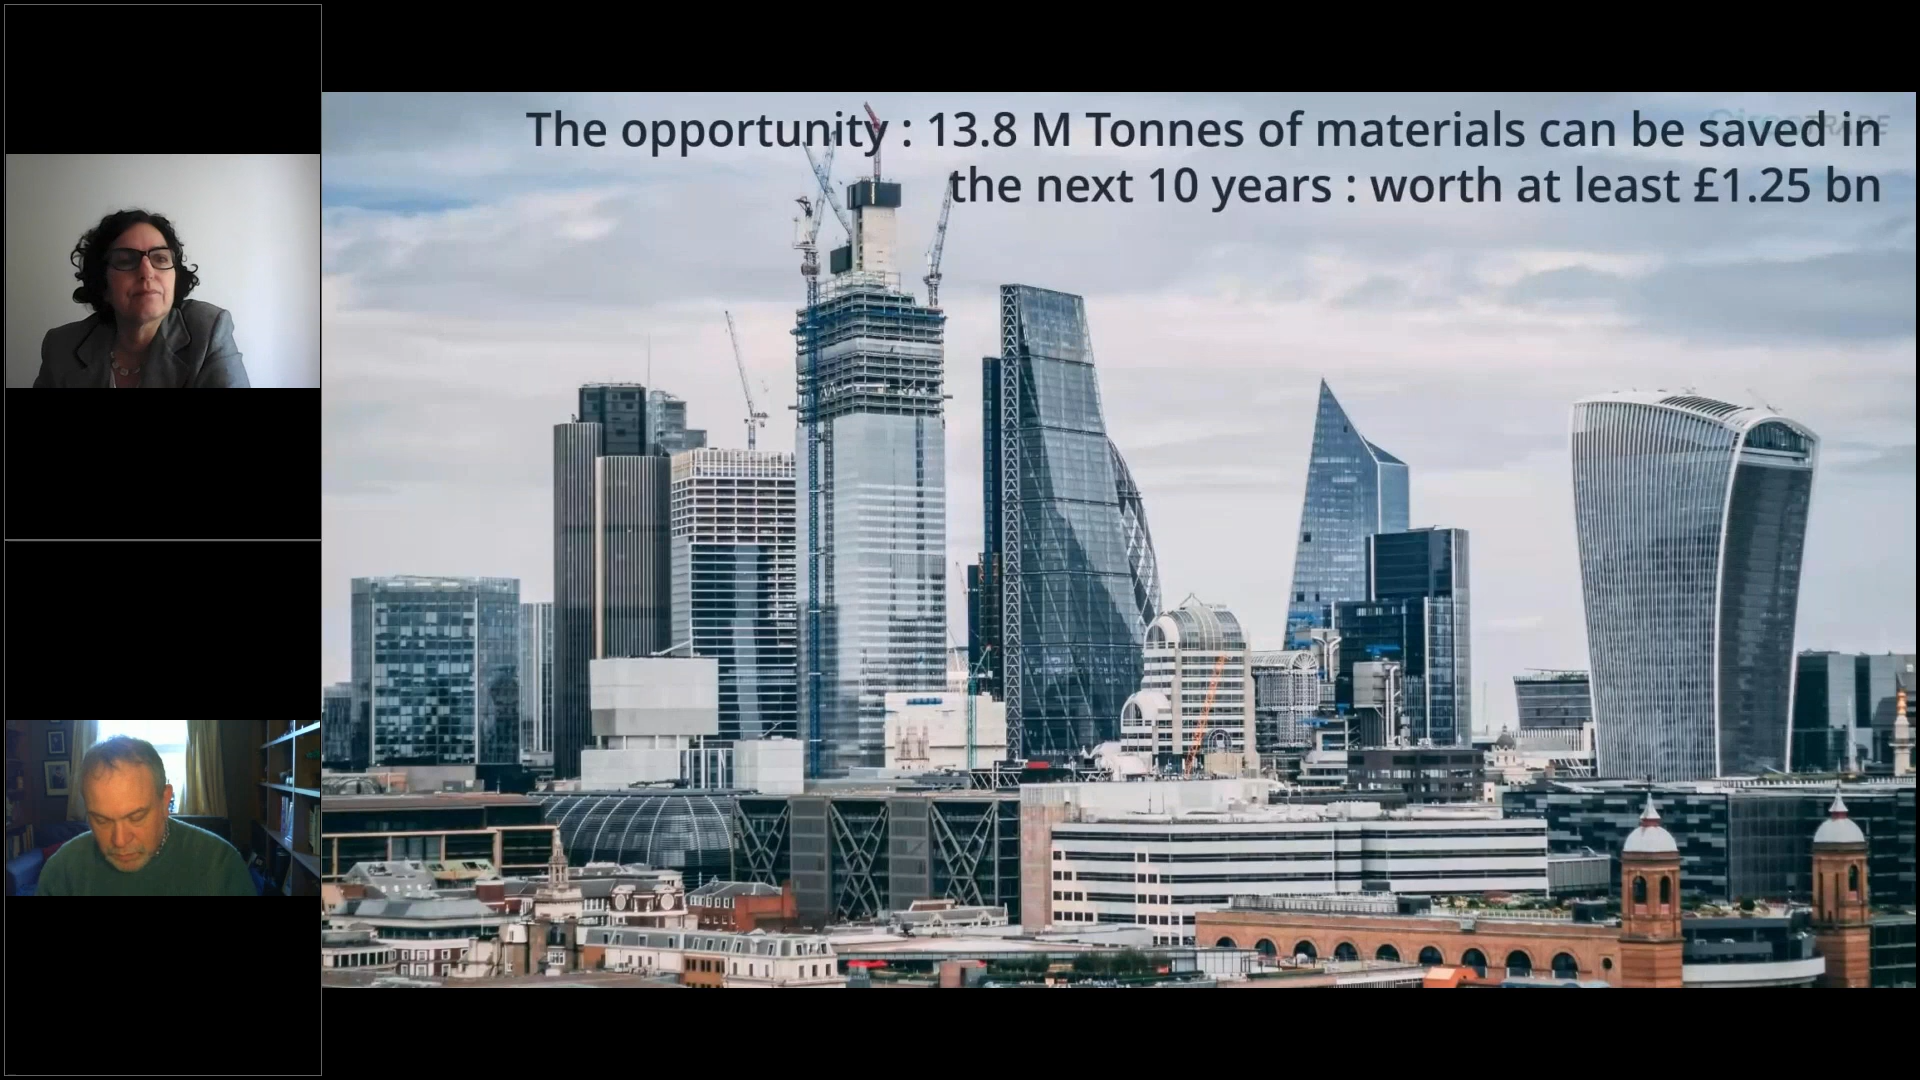 The opportunity : 13.8 M Tonnes of materials can be saved in
the next 10 years : worth at least £1.25 bn